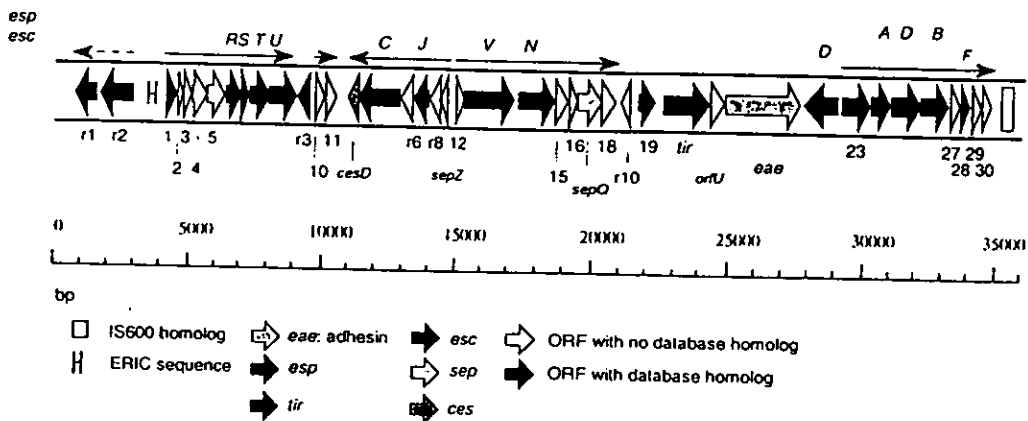 esp
esc
R S T U C J V N D A D B F
r1 r2 1 3 5 r3 11 r6 r8 12 16 18 19 tir 23 27 29
2 4 10 cesD sepZ 15 sepQ r10 orfU eae 28 30
0 5000 10000 15000 20000 25000 30000 35000
bp
IS600 homolog eae: adhesin esc ORF with no database homolog
ERIC sequence esp sep ORF with database homolog
tir ces